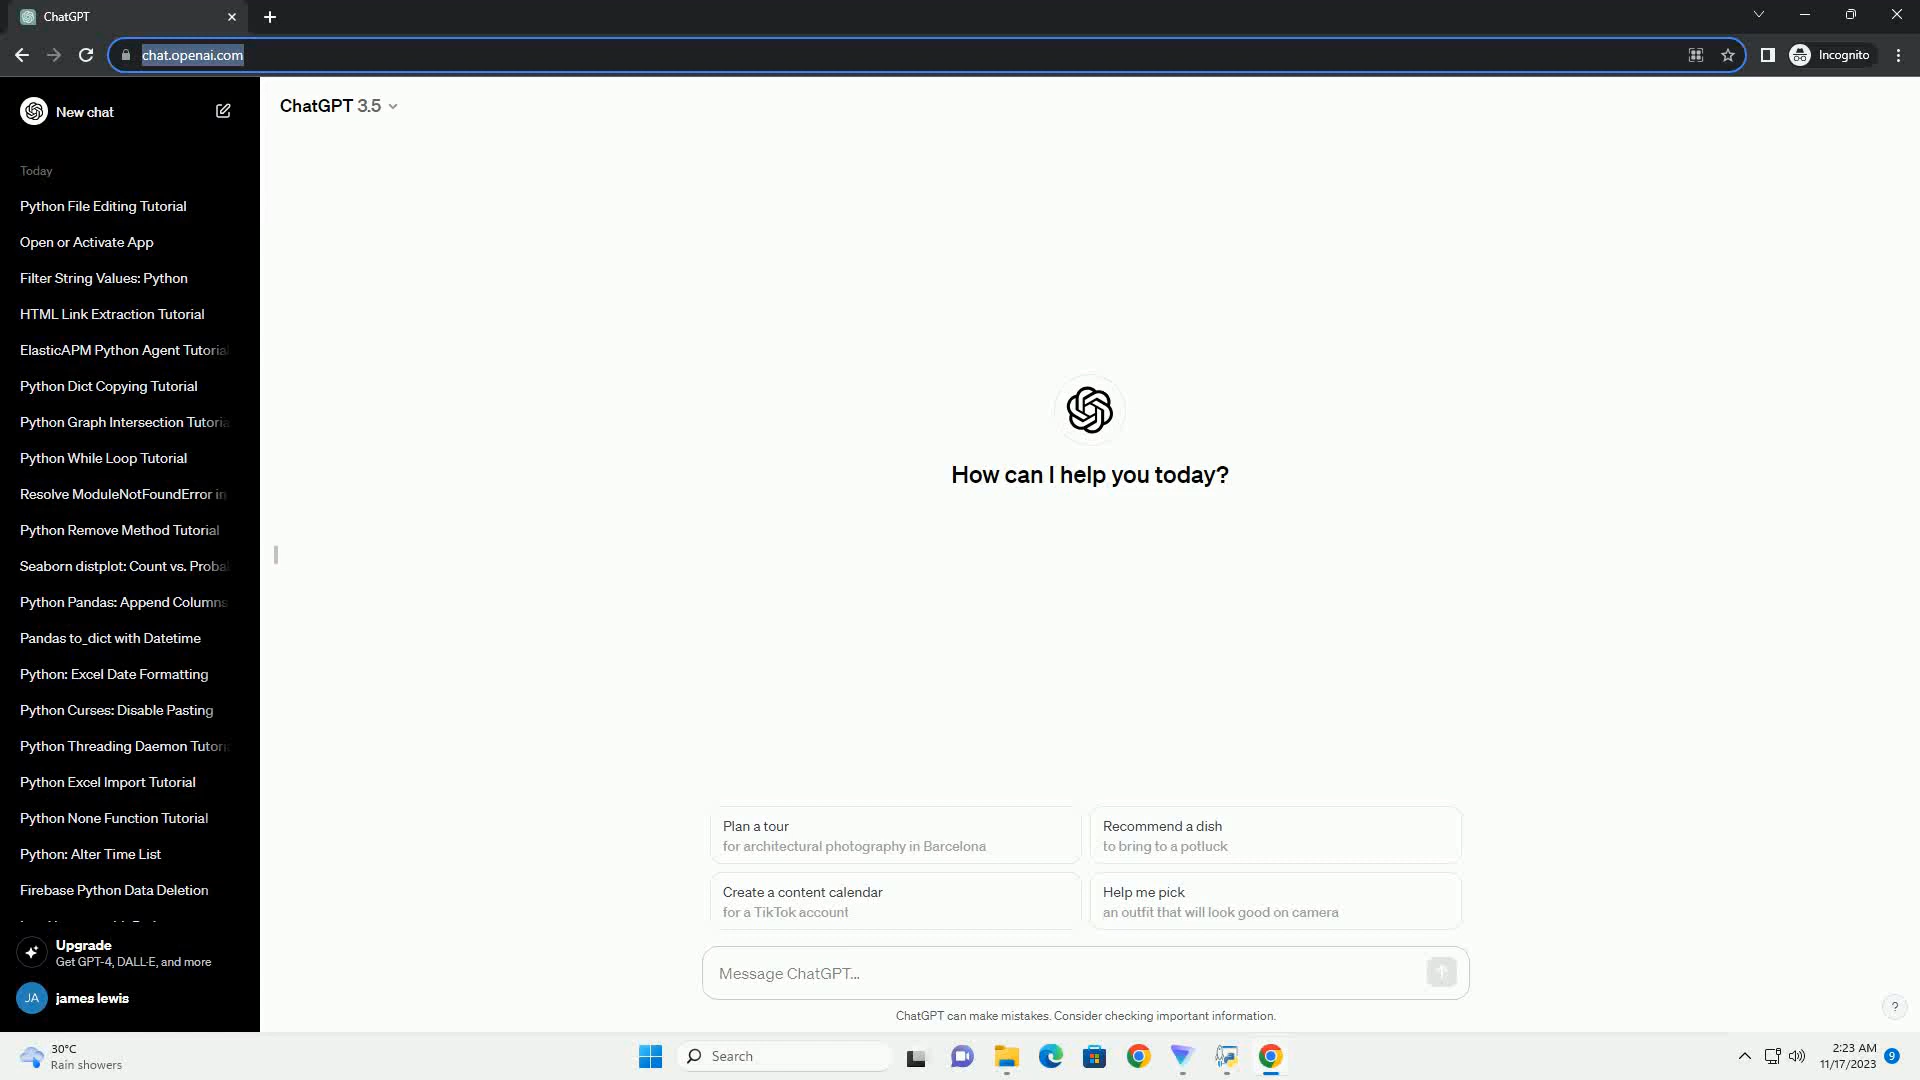 ChatGPT
chat.openai.com
Incognito
New chat
ChatGPT 3.5
Today
Python File Editing Tutorial
Open or Activate App
Filter String Values: Python
HTML Link Extraction Tutorial
ElasticAPM Python Agent Tutorial
Python Dict Copying Tutorial
Python Graph Intersection Tutoria
Python While Loop Tutorial
Resolve ModuleNotFoundError in
Python Remove Method Tutorial
Seaborn distplot: Count vs. Proba
Python Pandas: Append Columns
Pandas to_dict with Datetime
Python: Excel Date Formatting
Python Curses: Disable Pasting
Python Threading Daemon Tutori
Python Excel Import Tutorial
Python None Function Tutorial
Python: Alter Time List
Firebase Python Data Deletion
Upgrade
Get GPT-4, DALL·E, and more
JA
james lewis
How can I help you today?
Plan a tour
for architectural photography in Barcelona
Recommend a dish
to bring to a potluck
Create a content calendar
for a TikTok account
Help me pick
an outfit that will look good on camera
Message ChatGPT...
ChatGPT can make mistakes. Consider checking important information.
?
30°C
Rain showers
Search
2:23 AM
11/17/2023
9